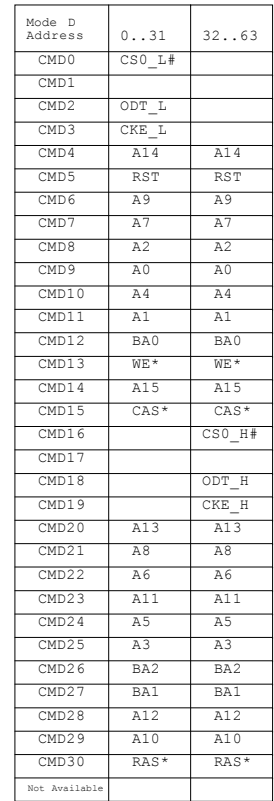 Mode D
Address 0..31 32..63
CMD0 CS0_L#
CMD1
CMD2 ODT_L
CMD3 CKE_L
CMD4 A14 A14
CMD5 RST RST
CMD6 A9 A9
CMD7 A7 A7
CMD8 A2 A2
CMD9 A0 A0
CMD10 A4 A4
CMD11 A1 A1
CMD12 BA0 BA0
CMD13 WE* WE*
CMD14 A15 A15
CMD15 CAS* CAS*
CMD16 CS0_H#
CMD17
CMD18 ODT_H
CMD19 CKE_H
CMD20 A13 A13
CMD21 A8 A8
CMD22 A6 A6
CMD23 A11 A11
CMD24 A5 A5
CMD25 A3 A3
CMD26 BA2 BA2
CMD27 BA1 BA1
CMD28 A12 A12
CMD29 A10 A10
CMD30 RAS* RAS*
Not Available